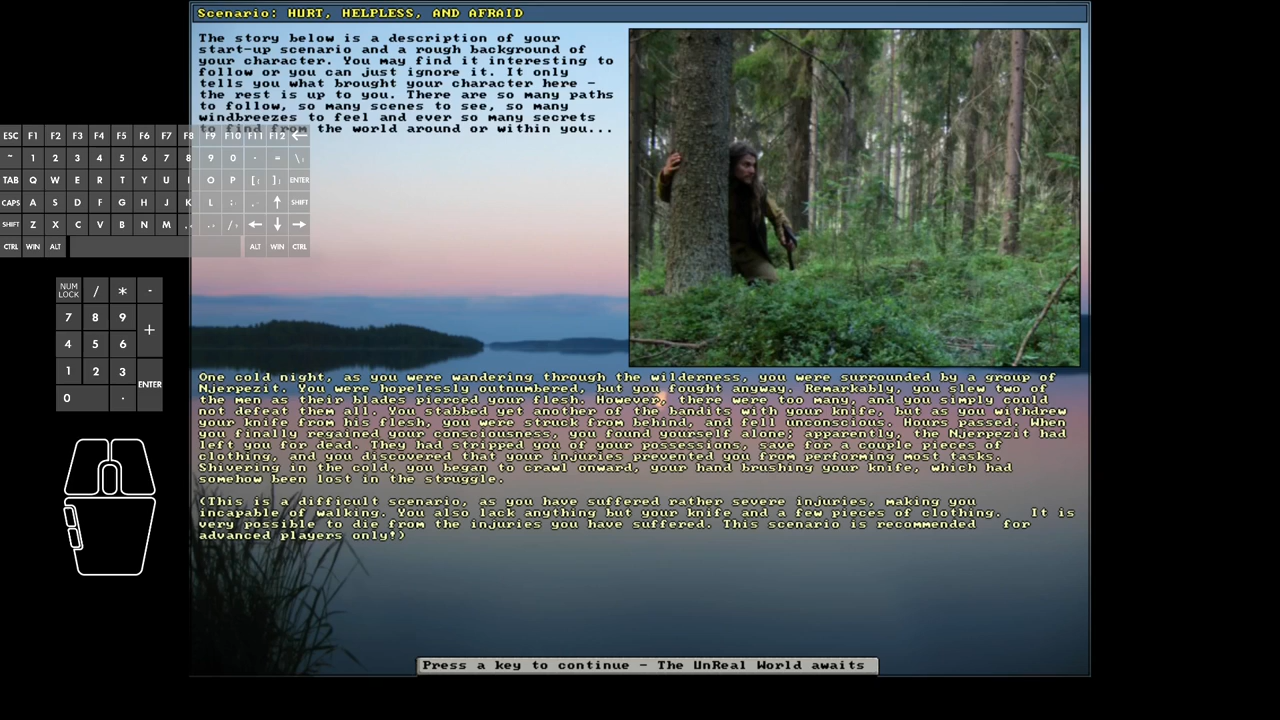 Scenario: HURT, HELPLESS, AND AFRAID
The story below is a description of your
start-up scenario and a rough background of
your character. You may find it interesting to
follow or you can just ignore it. It only
tells you what brought your character here -
the rest is up to you. There are so many paths
to follow, so many scenes to see, so many
windbreezes to feel and ever so many secrets
to find from the world around or within you...
ESC F1 F2 F3 F4 F5 F6 F7 F8 F9 F10 F11 F12 ←
~ 1 2 3 4 5 6 7 8 9 0 - = \
TAB Q W E R T Y U I O P [ ] ENTER
CAPS A S D F G H J K L ; ↑ SHIFT
SHIFT Z X C V B N M / ← ↓ →
CTRL WIN ALT ALT WIN CTRL
NUM LOCK / * -
7 8 9 +
4 5 6
1 2 3 ENTER
0 .
One cold night, as you were wandering through the wilderness, you were surrounded by a group of
Njerpezit. You were hopelessly outnumbered, but you fought anyway. Remarkably, you slew two of
the men as their blades pierced your flesh. However, there were too many, and you simply could
not defeat them all. You stabbed yet another of the bandits with your knife, but as you withdrew
your knife from his flesh, you were struck from behind, and fell unconscious. Hours passed. When
you finally regained your consciousness, you found yourself alone; apparently, the Njerpezit had
left you for dead. They had stripped you of your possessions, save for a couple pieces of
clothing, and you discovered that your injuries prevented you from performing most tasks.
Shivering in the cold, you began to crawl onward, your hand brushing your knife, which had
somehow been lost in the struggle.
(This is a difficult scenario, as you have suffered rather severe injuries, making you
incapable of walking. You also lack anything but your knife and a few pieces of clothing. It is
very possible to die from the injuries you have suffered. This scenario is recommended for
advanced players only!)
Press a key to continue - The UnReal World awaits